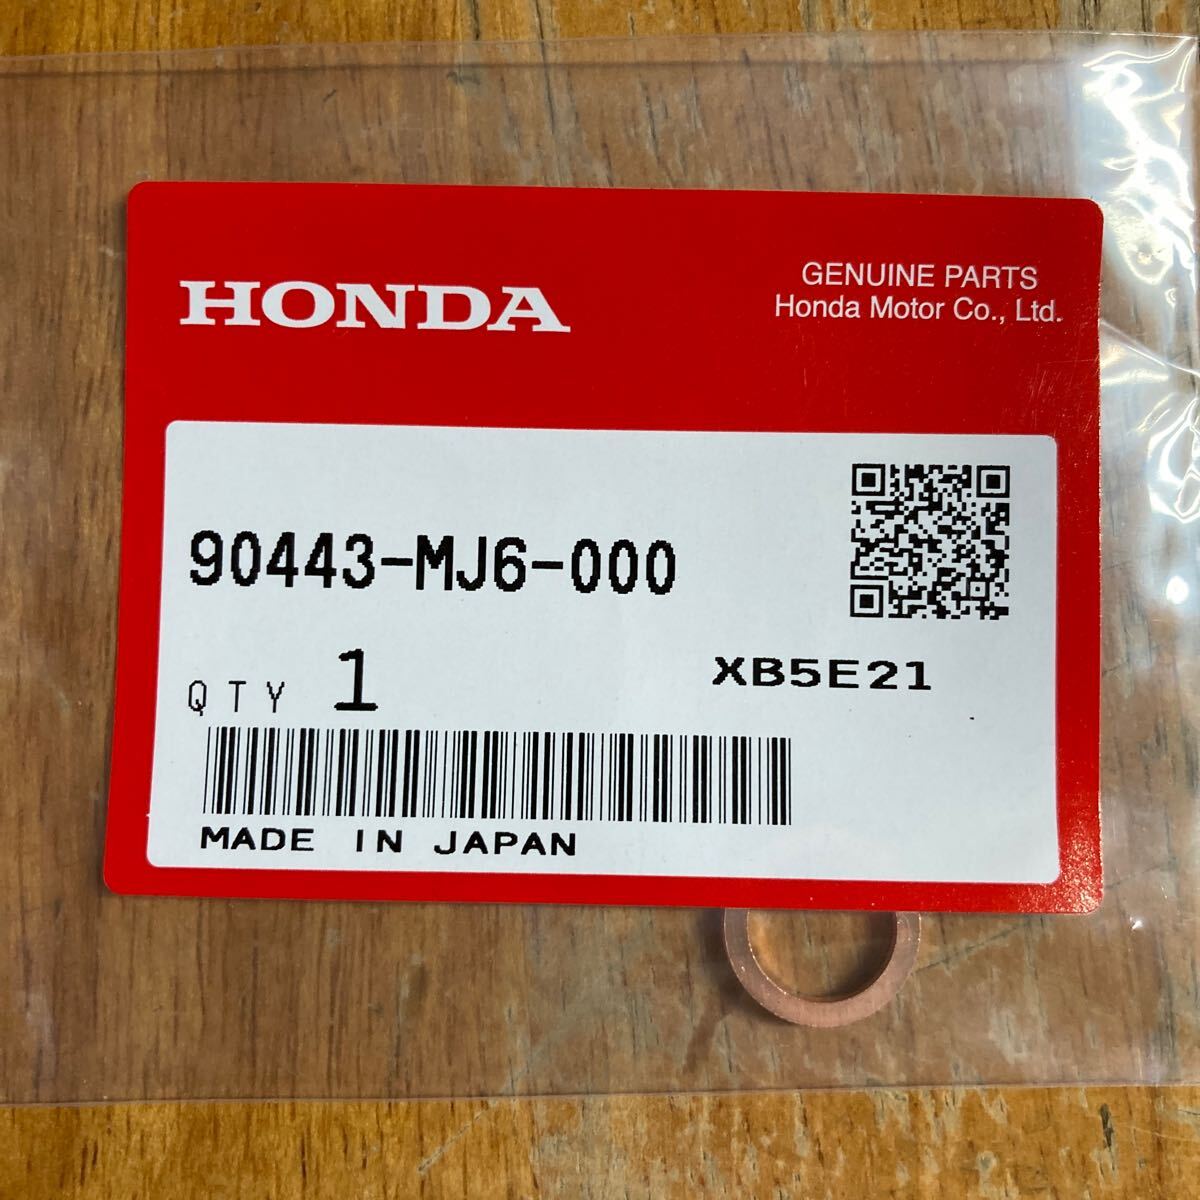 HONDA
GENUINE PARTS
Honda Motor Co., Ltd.
90443-MJ6-000
QTY 1
XB5E21
MADE IN JAPAN